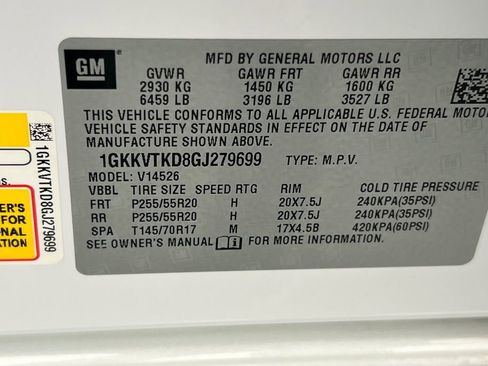 GM
MFD BY GENERAL MOTORS LLC
GVWR GAWR FRT GAWR RR
2930 KG 1450 KG 1600 KG
6459 LB 3196 LB 3527 LB
THIS VEHICLE CONFORMS TO ALL APPLICABLE U.S. FEDERAL MOTOR
VEHICLE SAFETY STANDARDS IN EFFECT ON THE DATE OF
MANUFACTURE SHOWN ABOVE.
1GKKVTKD8GJ279699 TYPE: M.P.V.
MODEL: V14526
VBBL TIRE SIZE SPEED RTG RIM COLD TIRE PRESSURE
FRT P255/55R20 H 20X7.5J 240KPA(35PSI)
RR P255/55R20 H 20X7.5J 240KPA(35PSI)
SPA T145/70R17 M 17X4.5B 420KPA(60PSI)
SEE OWNER'S MANUAL FOR MORE INFORMATION
1GKKVTKD8GJ279699
ER'S
FOR
ONAL
ATION